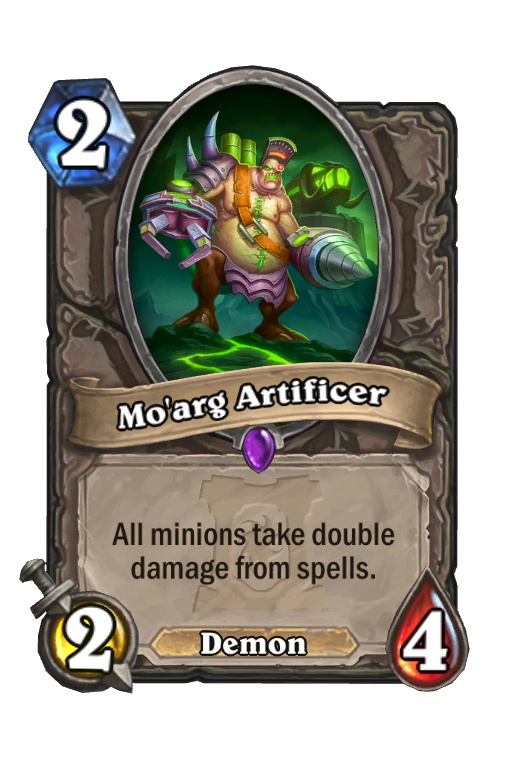 2
Mo'arg Artificer
All minions take double
damage from spells.
2
Demon
4